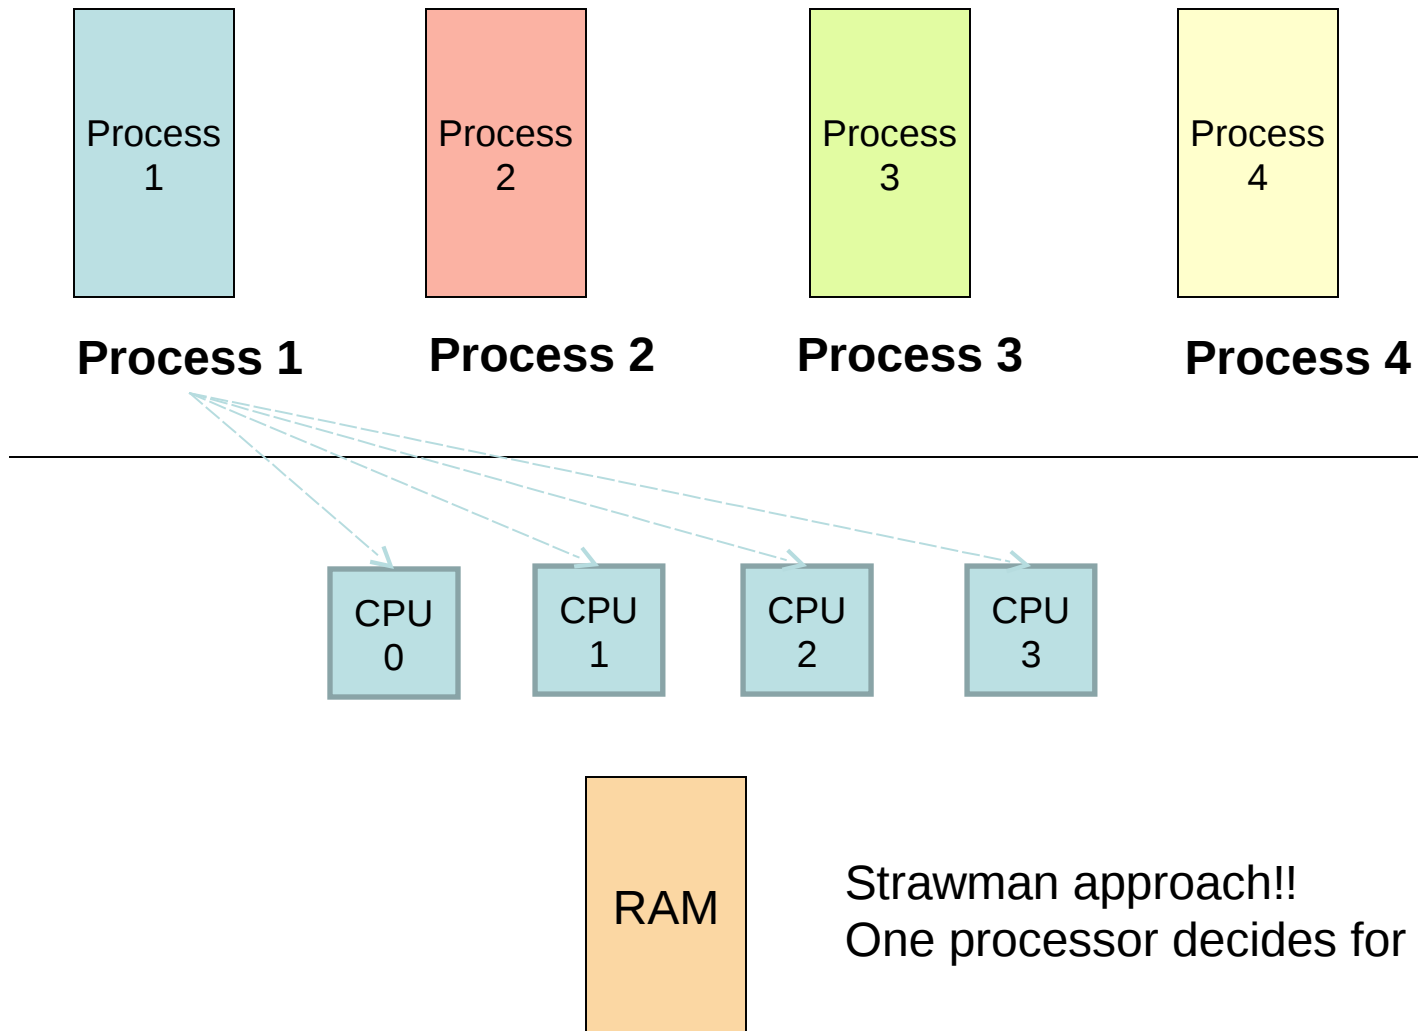 Process
1
Process
2
Process
3
Process
4
Process 1
Process 2
Process 3
Process 4
CPU
0
CPU
1
CPU
2
CPU
3
RAM
Strawman approach!!
One processor decides for